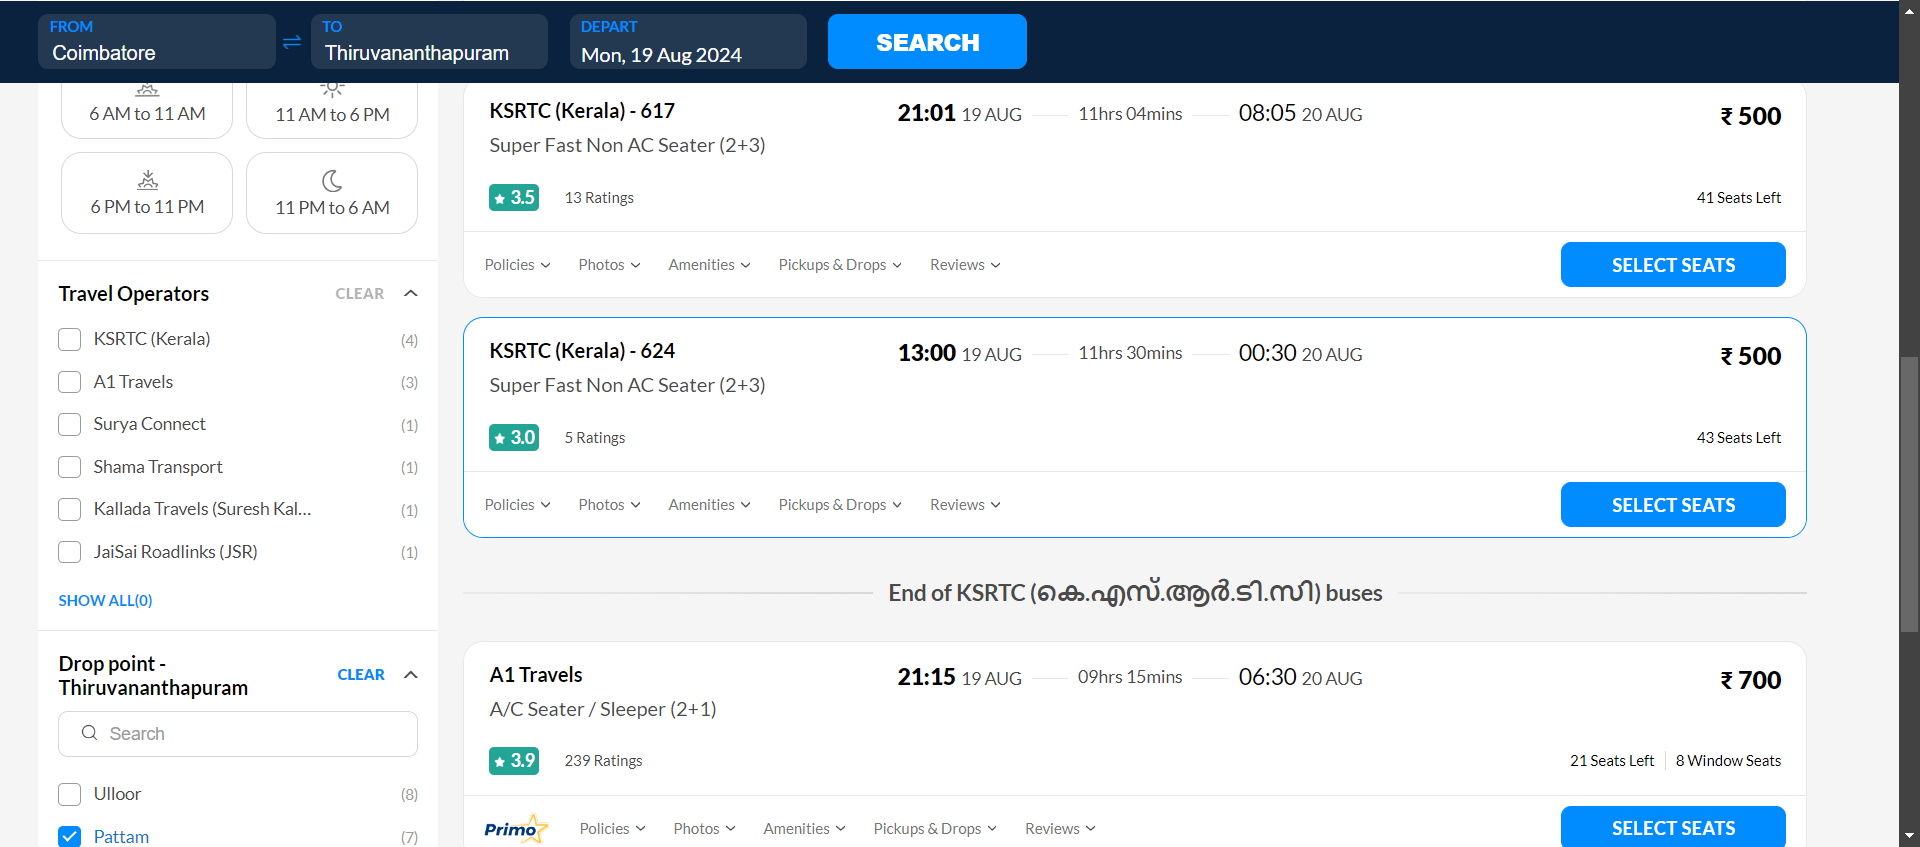 FROM
Coimbatore
TO
Thiruvananthapuram
DEPART
Mon, 19 Aug 2024
SEARCH
6 AM to 11 AM
11 AM to 6 PM
6 PM to 11 PM
11 PM to 6 AM
Travel Operators
CLEAR
KSRTC (Kerala) (4)
A1 Travels (3)
Surya Connect (1)
Shama Transport (1)
Kallada Travels (Suresh Kal... (1)
JaiSai Roadlinks (JSR) (1)
SHOW ALL(0)
Drop point -
Thiruvananthapuram
CLEAR
Search
Ulloor (8)
Pattam (7)
KSRTC (Kerala) - 617
21:01 19 AUG 11hrs 04mins 08:05 20 AUG
₹ 500
Super Fast Non AC Seater (2+3)
3.5 13 Ratings
41 Seats Left
Policies Photos Amenities Pickups & Drops Reviews
SELECT SEATS
KSRTC (Kerala) - 624
13:00 19 AUG 11hrs 30mins 00:30 20 AUG
₹ 500
Super Fast Non AC Seater (2+3)
3.0 5 Ratings
43 Seats Left
Policies Photos Amenities Pickups & Drops Reviews
SELECT SEATS
End of KSRTC (കെ.എസ്.ആർ.ടി.സി) buses
A1 Travels
21:15 19 AUG 09hrs 15mins 06:30 20 AUG
₹ 700
A/C Seater / Sleeper (2+1)
3.9 239 Ratings
21 Seats Left 8 Window Seats
Primo Policies Photos Amenities Pickups & Drops Reviews
SELECT SEATS